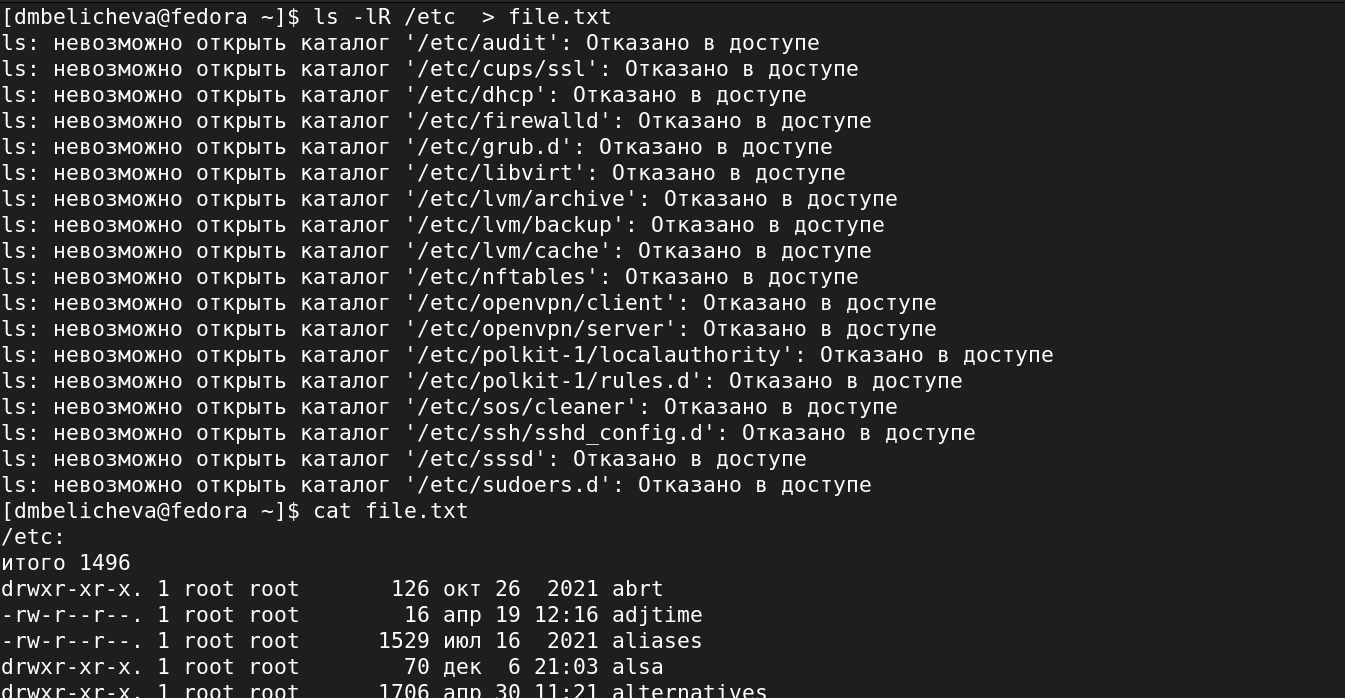 [dmbelicheva@fedora ~]$ ls -lR /etc  > file.txt
ls: невозможно открыть каталог '/etc/audit': Отказано в доступе
ls: невозможно открыть каталог '/etc/cups/ssl': Отказано в доступе
ls: невозможно открыть каталог '/etc/dhcp': Отказано в доступе
ls: невозможно открыть каталог '/etc/firewalld': Отказано в доступе
ls: невозможно открыть каталог '/etc/grub.d': Отказано в доступе
ls: невозможно открыть каталог '/etc/libvirt': Отказано в доступе
ls: невозможно открыть каталог '/etc/lvm/archive': Отказано в доступе
ls: невозможно открыть каталог '/etc/lvm/backup': Отказано в доступе
ls: невозможно открыть каталог '/etc/lvm/cache': Отказано в доступе
ls: невозможно открыть каталог '/etc/nftables': Отказано в доступе
ls: невозможно открыть каталог '/etc/openvpn/client': Отказано в доступе
ls: невозможно открыть каталог '/etc/openvpn/server': Отказано в доступе
ls: невозможно открыть каталог '/etc/polkit-1/localauthority': Отказано в доступе
ls: невозможно открыть каталог '/etc/polkit-1/rules.d': Отказано в доступе
ls: невозможно открыть каталог '/etc/sos/cleaner': Отказано в доступе
ls: невозможно открыть каталог '/etc/ssh/sshd_config.d': Отказано в доступе
ls: невозможно открыть каталог '/etc/sssd': Отказано в доступе
ls: невозможно открыть каталог '/etc/sudoers.d': Отказано в доступе
[dmbelicheva@fedora ~]$ cat file.txt
/etc:
итого 1496
drwxr-xr-x. 1 root root       126 окт 26  2021 abrt
-rw-r--r--. 1 root root        16 апр 19 12:16 adjtime
-rw-r--r--. 1 root root      1529 июл 16  2021 aliases
drwxr-xr-x. 1 root root        70 дек  6 21:03 alsa
drwxr-xr-x. 1 root root      1706 апр 30 11:21 alternatives